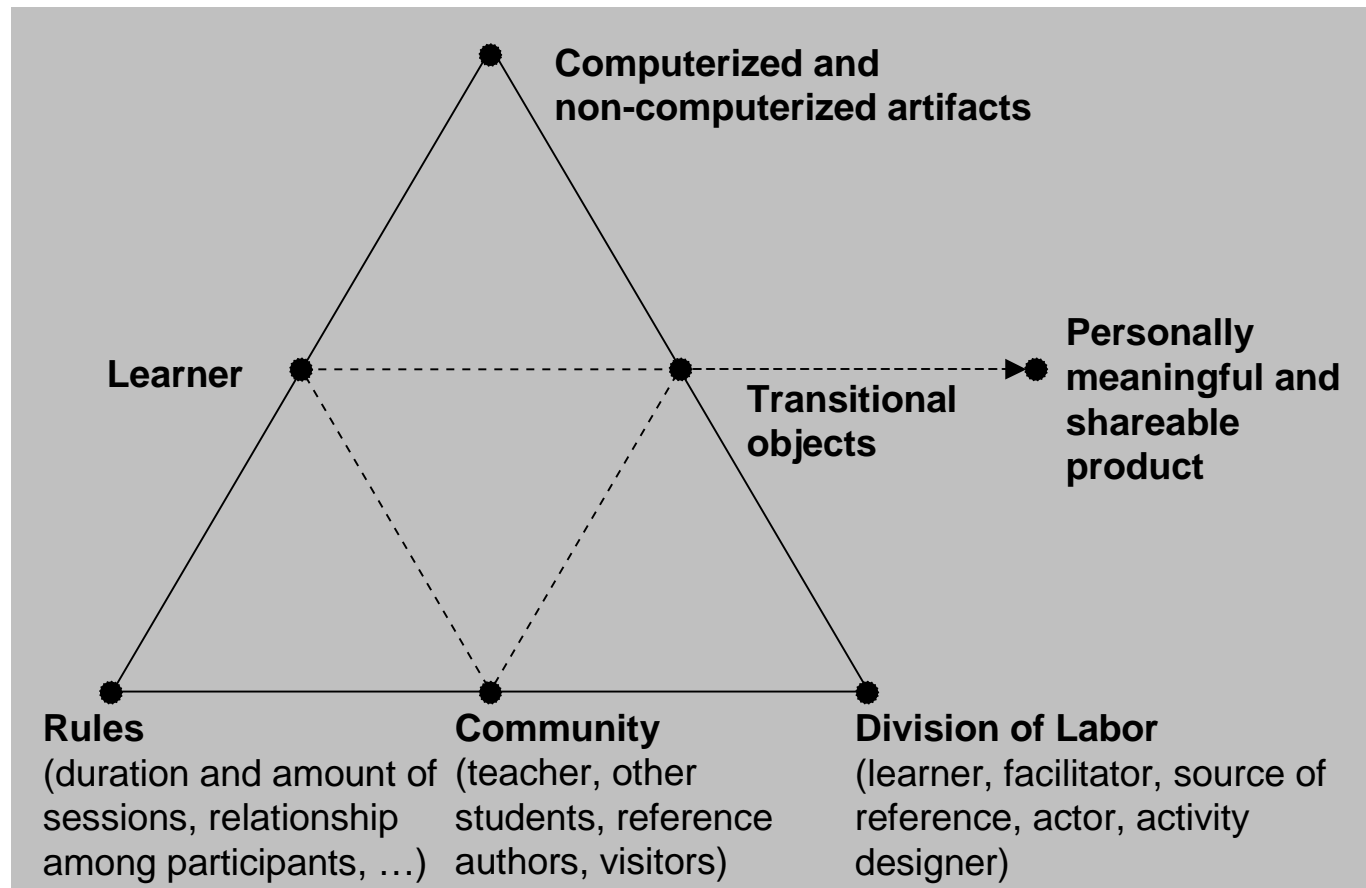 Computerized and
non-computerized artifacts
Learner
Transitional
objects
Personally
meaningful and
shareable
product
Rules
(duration and amount of
sessions, relationship
among participants, …)
Community
(teacher, other
students, reference
authors, visitors)
Division of Labor
(learner, facilitator, source of
reference, actor, activity
designer)